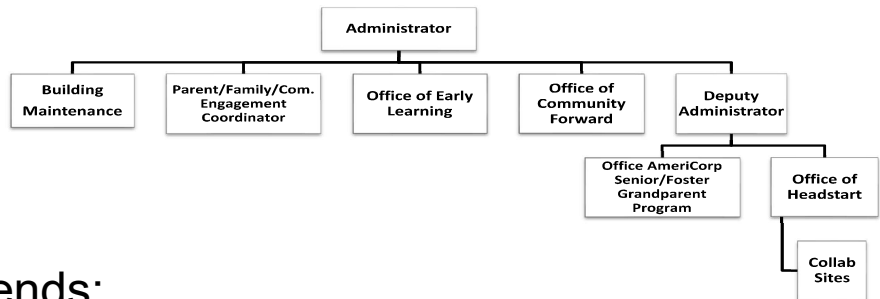 Administrator
Building
Maintenance
Parent/Family/Com.
Engagement
Coordinator
Office of Early
Learning
Office of
Community
Forward
Deputy
Administrator
Office AmeriCorp
Senior/Foster
Grandparent
Program
Office of
Headstart
Collab
Sites
ends: